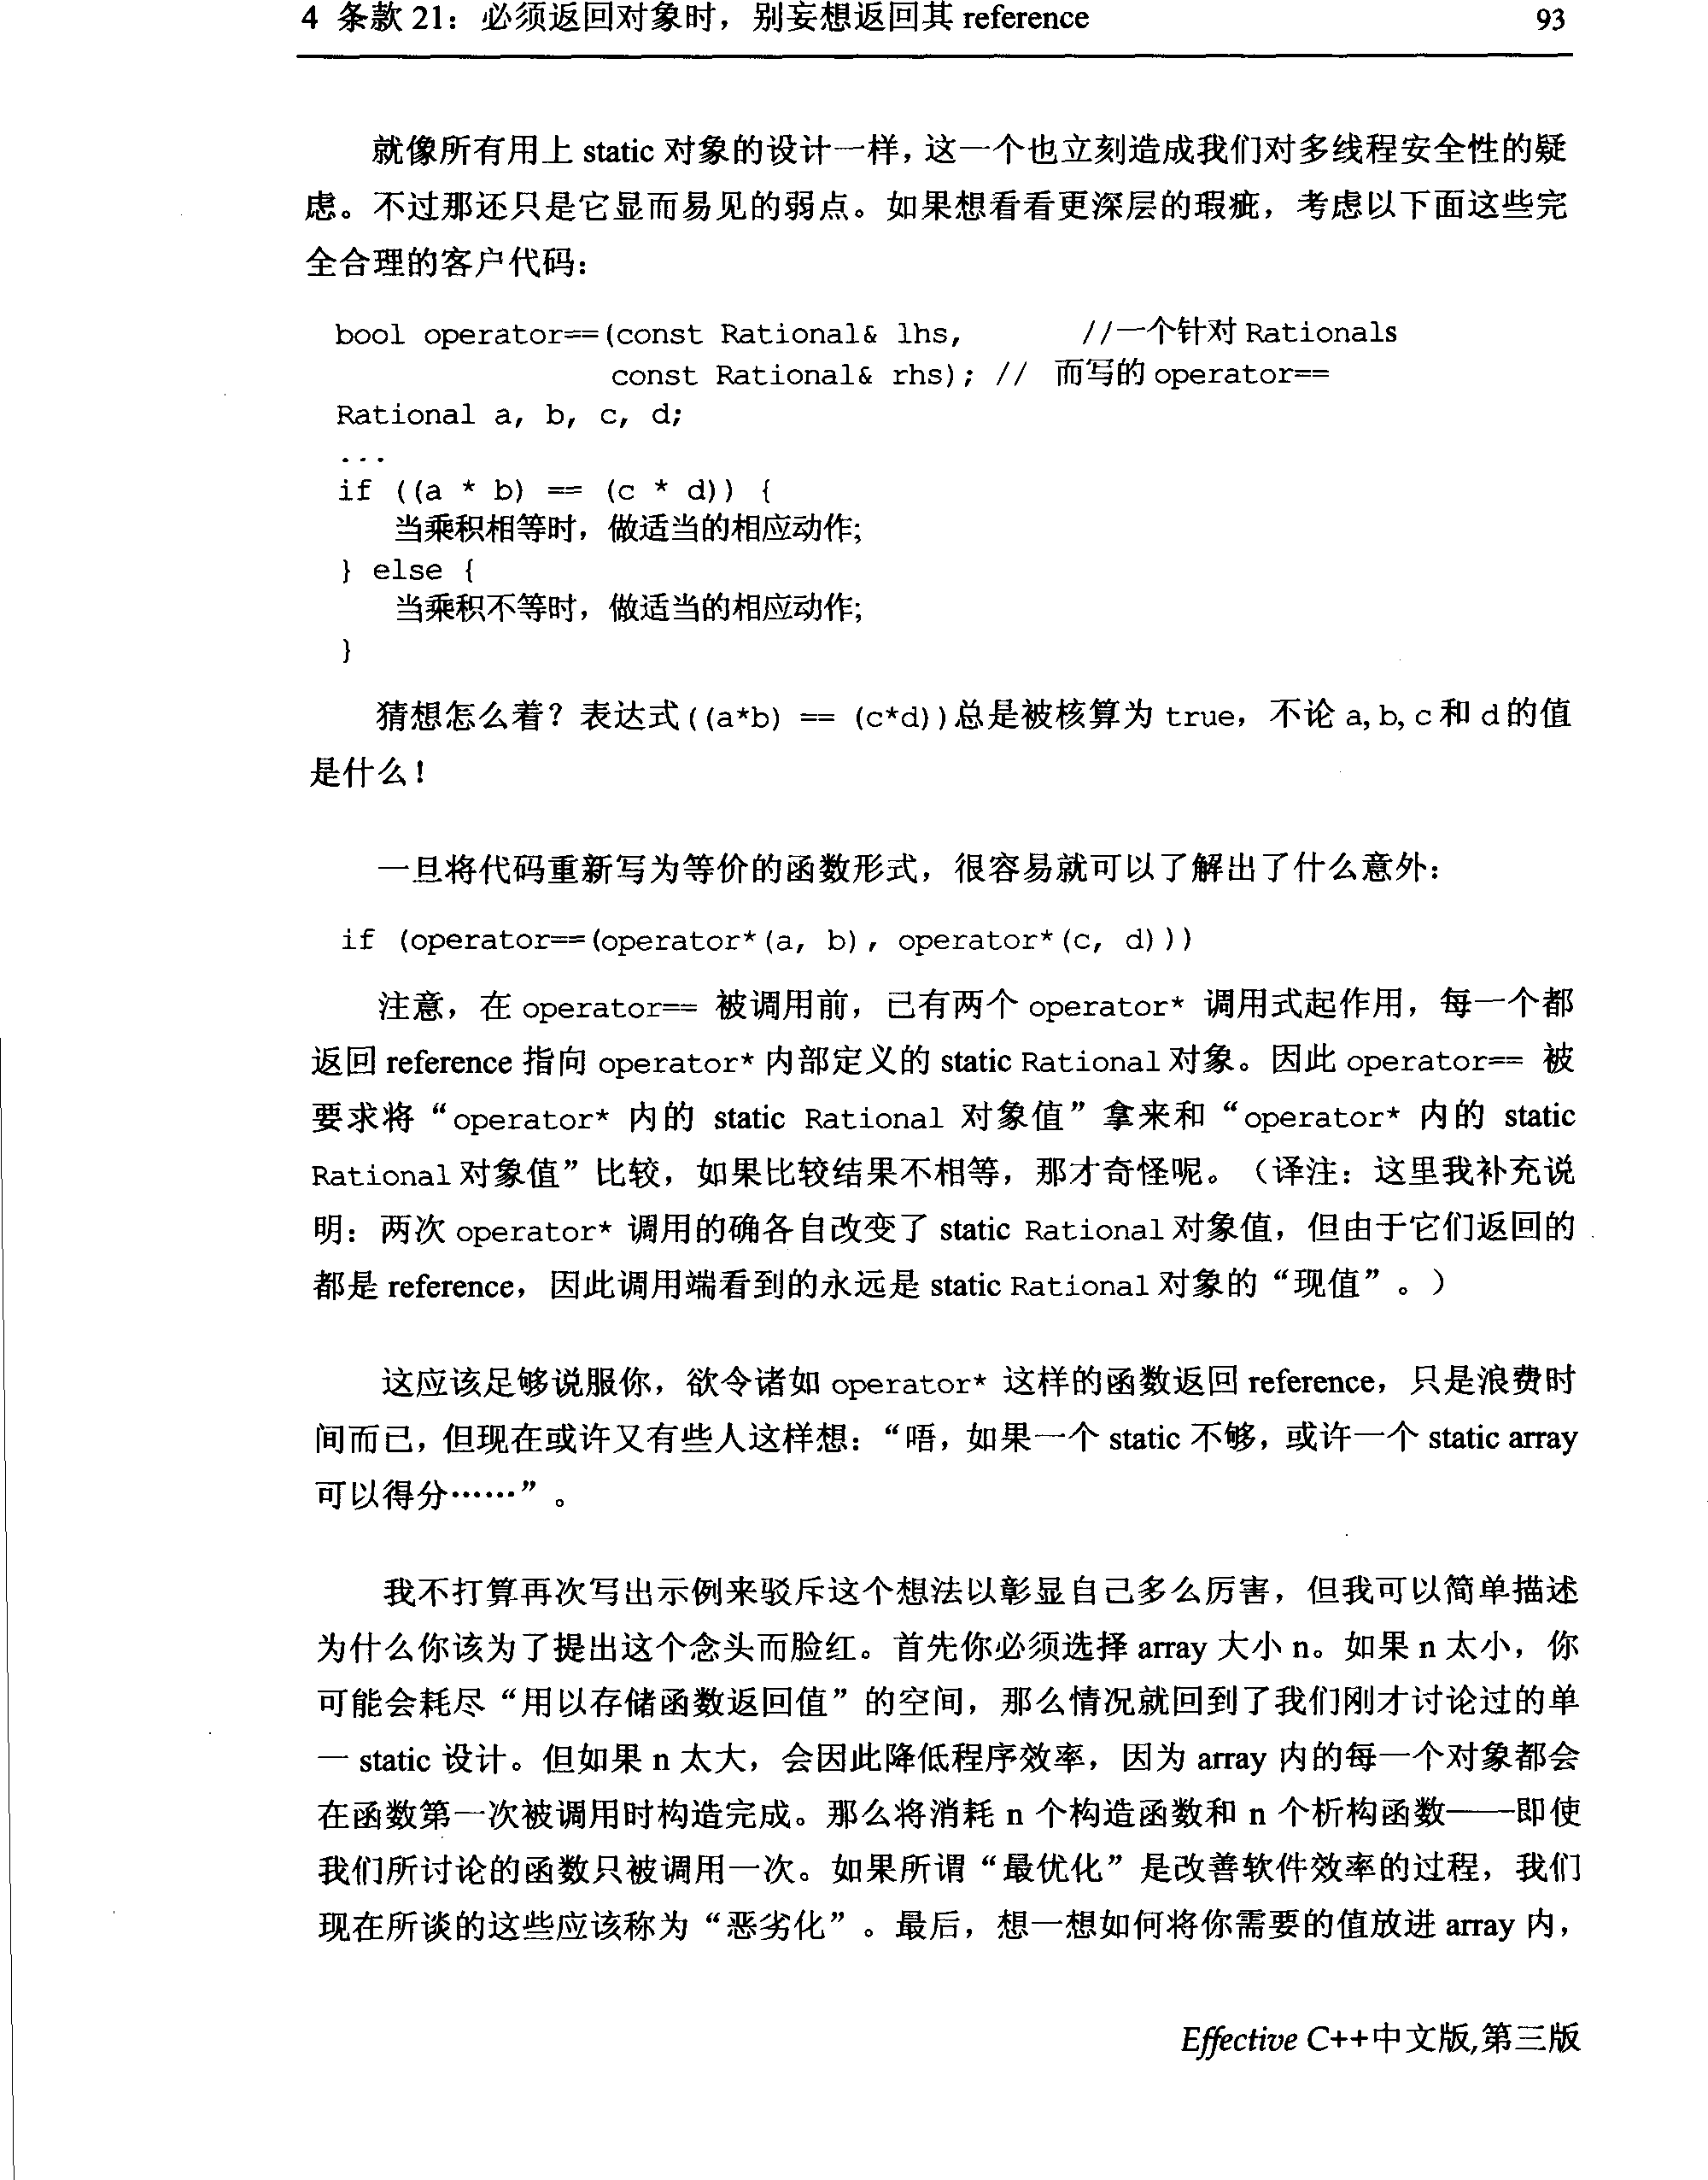 4 条款 21：必须返回对象时，别妄想返回其 reference 93
就像所有用上 static 对象的设计一样，这一个也立刻造成我们对多线程安全性的疑
虑。不过那还只是它显而易见的弱点。如果想看看更深层的瑕疵，考虑以下面这些完
全合理的客户代码：
bool operator==(const Rational& lhs, //一个针对 Rationals
const Rational& rhs); // 而写的 operator==
Rational a, b, c, d;
...
if ((a * b) == (c * d)) {
当乘积相等时，做适当的相应动作;
} else {
当乘积不等时，做适当的相应动作;
}
猜想怎么着？表达式((a*b) == (c*d))总是被核算为 true，不论 a, b, c 和 d 的值
是什么！
一旦将代码重新写为等价的函数形式，很容易就可以了解出了什么意外：
if (operator==(operator*(a, b), operator*(c, d)))
注意，在 operator== 被调用前，已有两个 operator* 调用式起作用，每一个都
返回 reference 指向 operator* 内部定义的 static Rational 对象。因此 operator== 被
要求将“operator* 内的 static Rational 对象值”拿来和“operator* 内的 static
Rational 对象值”比较，如果比较结果不相等，那才奇怪呢。（译注：这里我补充说
明：两次 operator* 调用的确各自改变了 static Rational 对象值，但由于它们返回的
都是 reference，因此调用端看到的永远是 static Rational 对象的“现值”。）
这应该足够说服你，欲令诸如 operator* 这样的函数返回 reference，只是浪费时
间而已，但现在或许又有些人这样想：“唔，如果一个 static 不够，或许一个 static array
可以得分……”。
我不打算再次写出示例来驳斥这个想法以彰显自己多么厉害，但我可以简单描述
为什么你该为了提出这个念头而脸红。首先你必须选择 array 大小 n。如果 n 太小，你
可能会耗尽“用以存储函数返回值”的空间，那么情况就回到了我们刚才讨论过的单
一 static 设计。但如果 n 太大，会因此降低程序效率，因为 array 内的每一个对象都会
在函数第一次被调用时构造完成。那么将消耗 n 个构造函数和 n 个析构函数——即使
我们所讨论的函数只被调用一次。如果所谓“最优化”是改善软件效率的过程，我们
现在所谈的这些应该称为“恶劣化”。最后，想一想如何将你需要的值放进 array 内，
Effective C++中文版,第三版